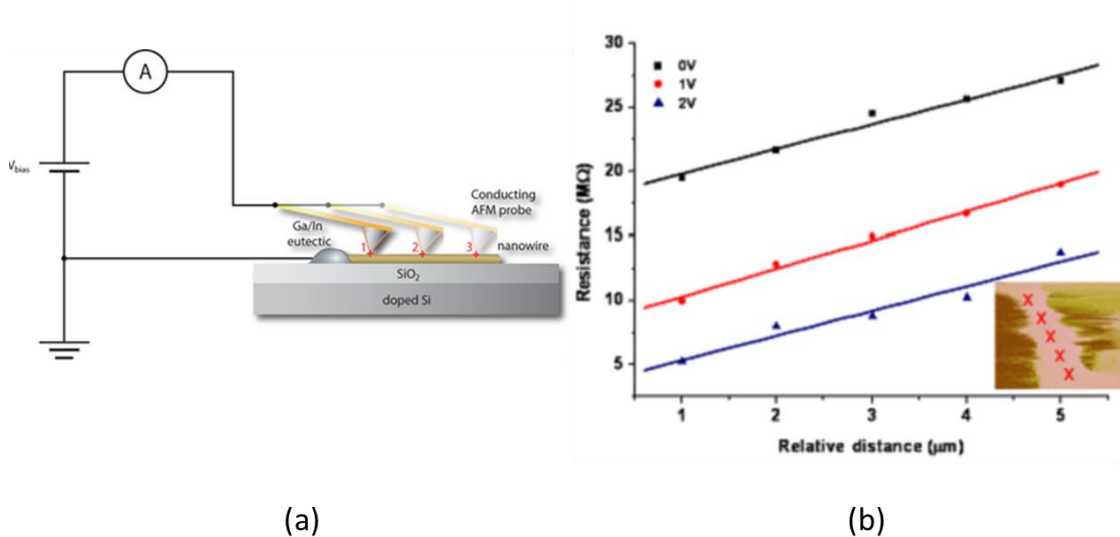 A
V bias
Conducting
AFM probe
Ga/In
eutectic
1
2
3
nanowire
SiO2
doped Si
(a)
30
25
20
15
10
5
Resistance (MΩ)
0V
1V
2V
X
X
X
X
X
1 2 3 4 5
Relative distance (μm)
(b)